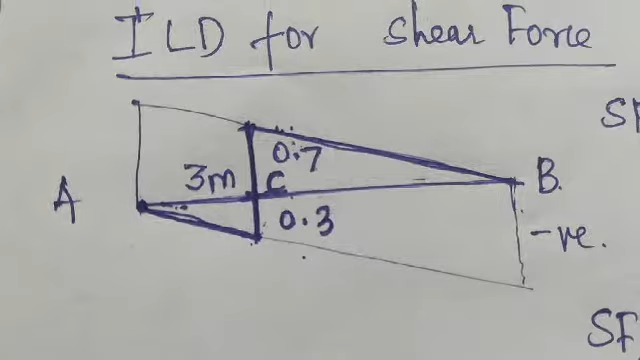 ILD for Shear Force
SF
0.7
3m
C
A
B.
0.3
-ve.
SF